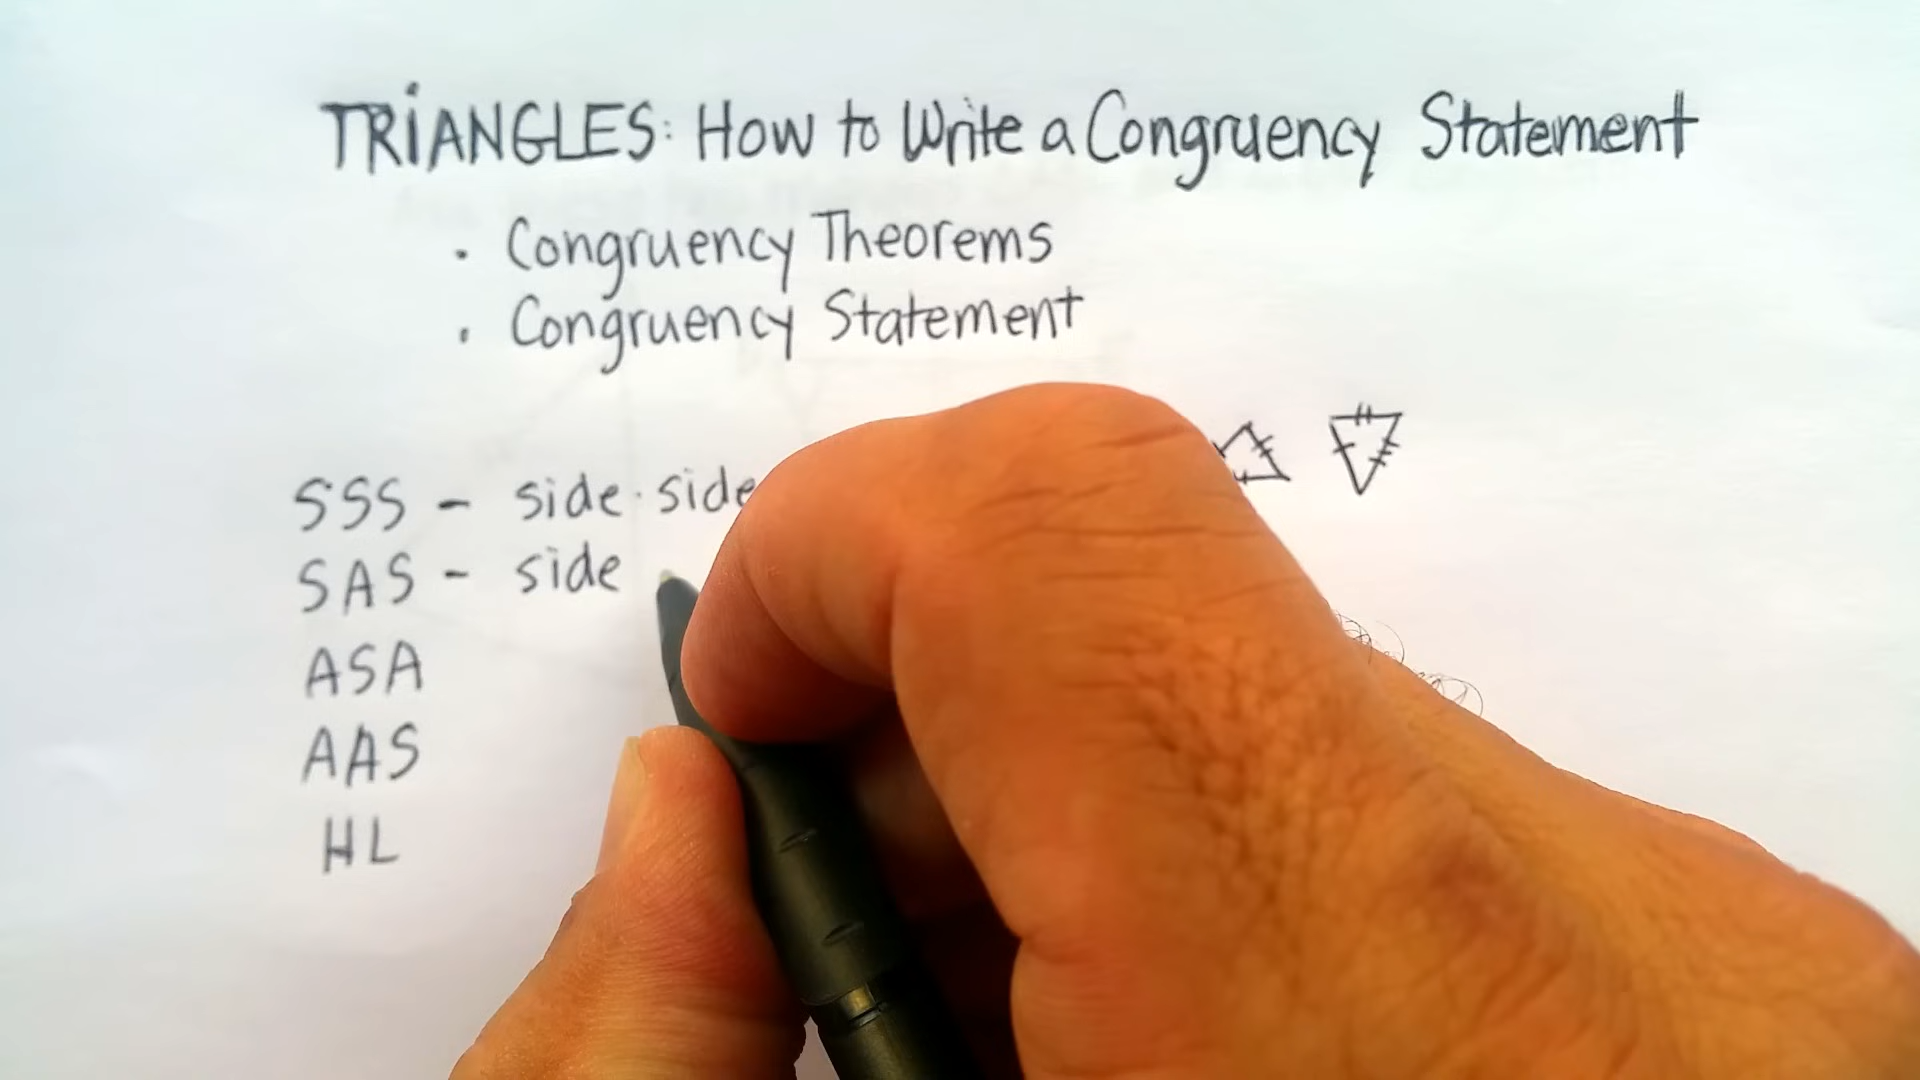 TRIANGLES: How to Write a Congruency Statement
· Congruency Theorems
· Congruency Statement
SSS - side · side
SAS - side
ASA
AAS
HL